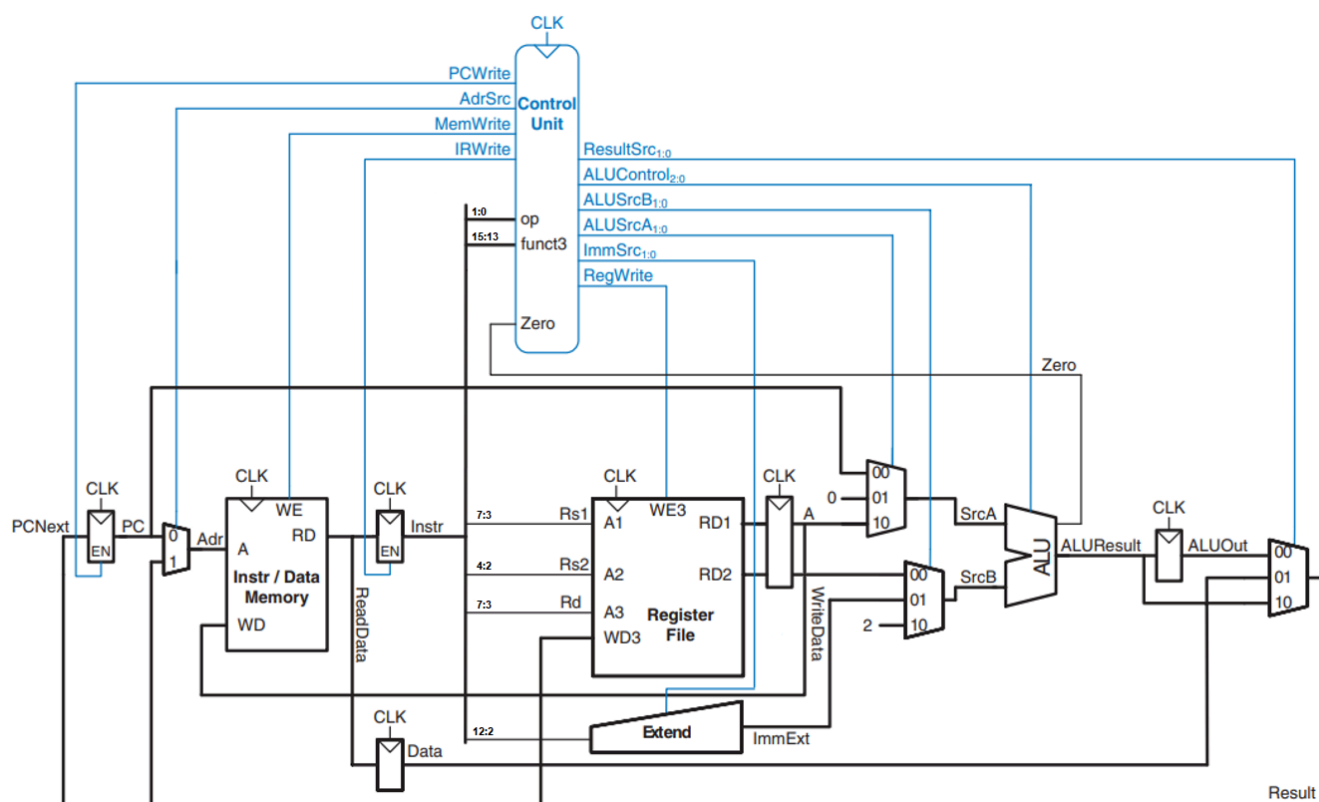 CLK
PCWrite
AdrSrc
MemWrite
IRWrite
Control
Unit
ResultSrc1:0
ALUControl2:0
ALUSrcB1:0
ALUSrcA1:0
ImmSrc1:0
RegWrite
1:0
op
15:13
funct3
Zero
Zero
CLK
CLK
CLK
CLK
CLK
CLK
PCNext
PC
EN
0
1
Adr
WE
A
RD
Instr / Data
Memory
WD
EN
Instr
ReadData
7:3
Rs1
A1
WE3
RD1
4:2
Rs2
A2
RD2
7:3
Rd
A3
WD3
Register
File
A
WriteData
00
0
01
10
SrcA
00
01
2
10
SrcB
ALU
ALUResult
ALUOut
00
01
10
12:2
Extend
ImmExt
CLK
Data
Result